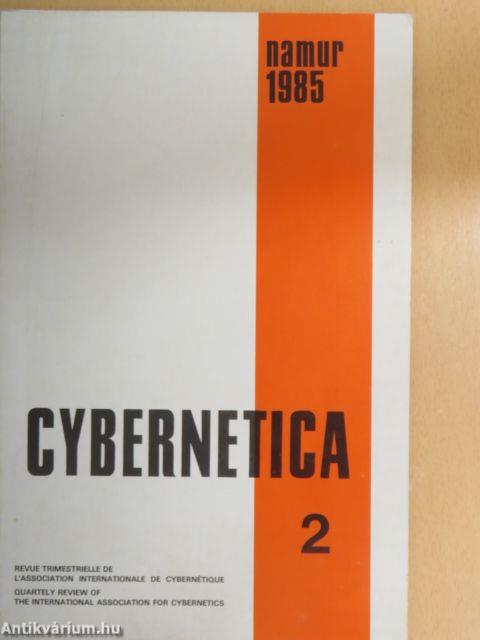 namur
1985
CYBERNETICA
2
REVUE TRIMESTRIELLE DE
L'ASSOCIATION INTERNATIONALE DE CYBERNÉTIQUE
QUARTELY REVIEW OF
THE INTERNATIONAL ASSOCIATION FOR CYBERNETICS
Antikvárium.hu